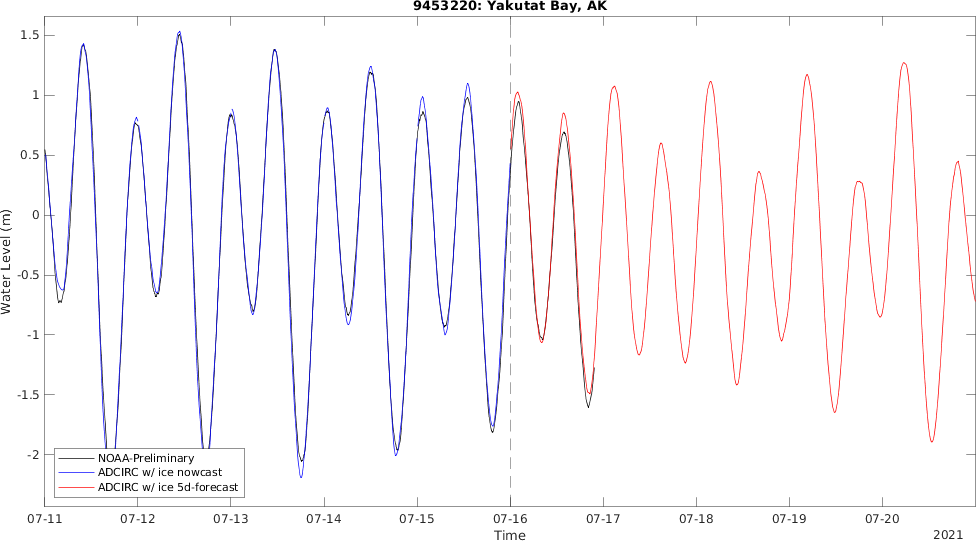 9453220: Yakutat Bay, AK
1.5
1
0.5
0
-0.5
-1
-1.5
-2
Water Level (m)
NOAA-Preliminary
ADCIRC w/ ice nowcast
ADCIRC w/ ice 5d-forecast
07-11 07-12 07-13 07-14 07-15 07-16 07-17 07-18 07-19 07-20
Time
2021